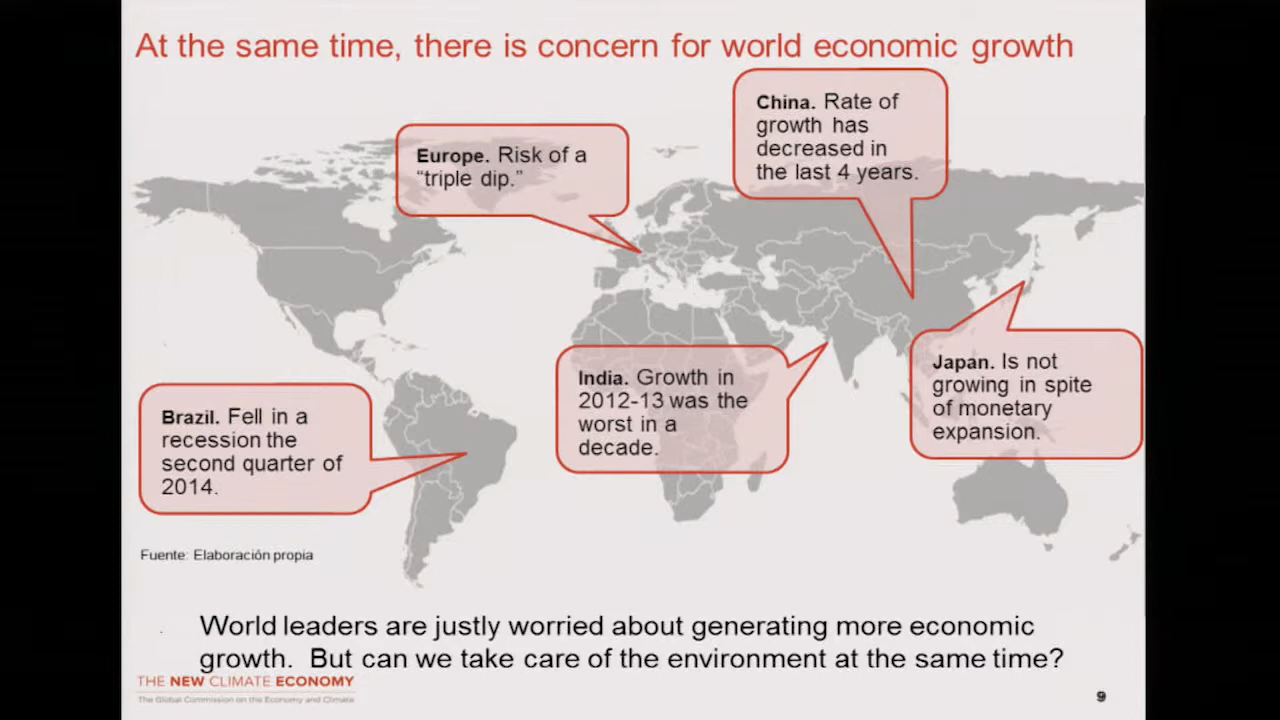 At the same time, there is concern for world economic growth
China. Rate of
growth has
decreased in
the last 4 years.
Europe. Risk of a
“triple dip.”
India. Growth in
2012-13 was the
worst in a
decade.
Japan. Is not
growing in spite
of monetary
expansion.
Brazil. Fell in a
recession the
second quarter of
2014.
Fuente: Elaboración propia
World leaders are justly worried about generating more economic
growth. But can we take care of the environment at the same time?
THE NEW CLIMATE ECONOMY
The Global Commission on the Economy and Climate
9